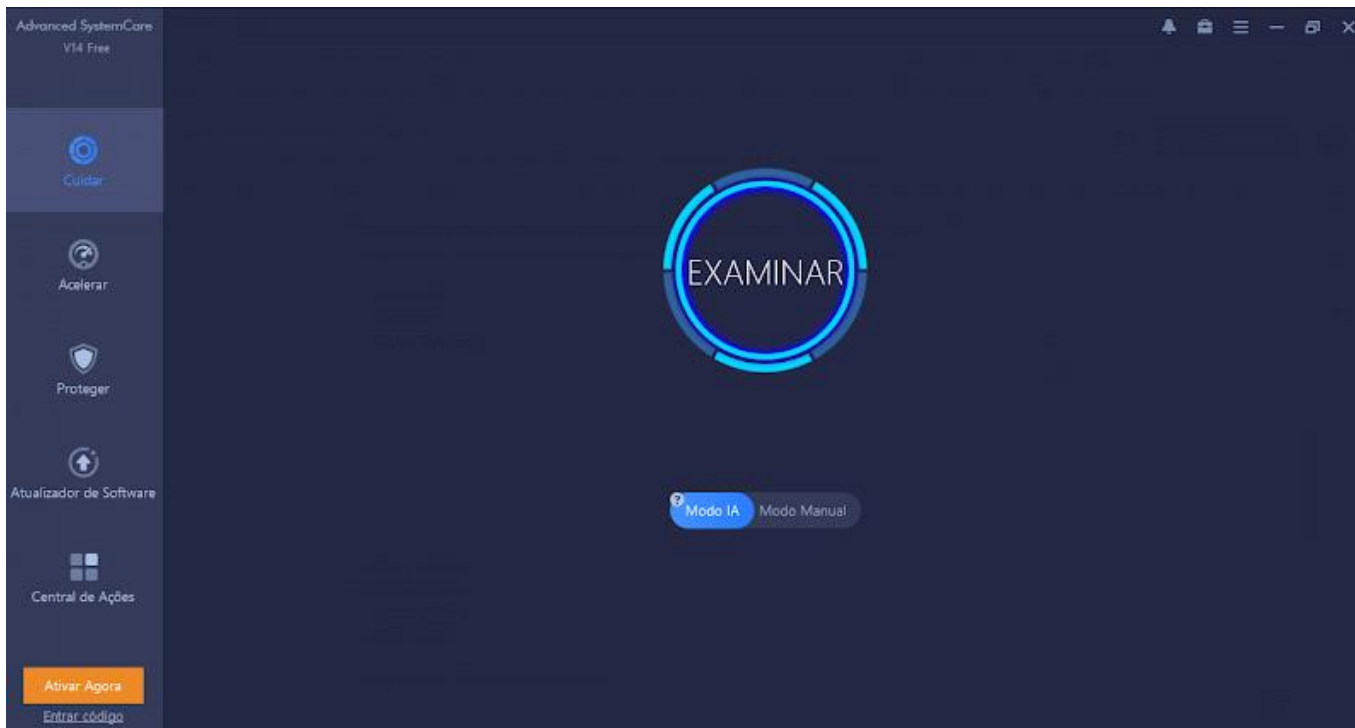 Advanced SystemCare
V14 Free
Cuidar
Acelerar
Proteger
Atualizador de Software
Central de Ações
Ativar Agora
Entrar código
EXAMINAR
?
Modo IA
Modo Manual